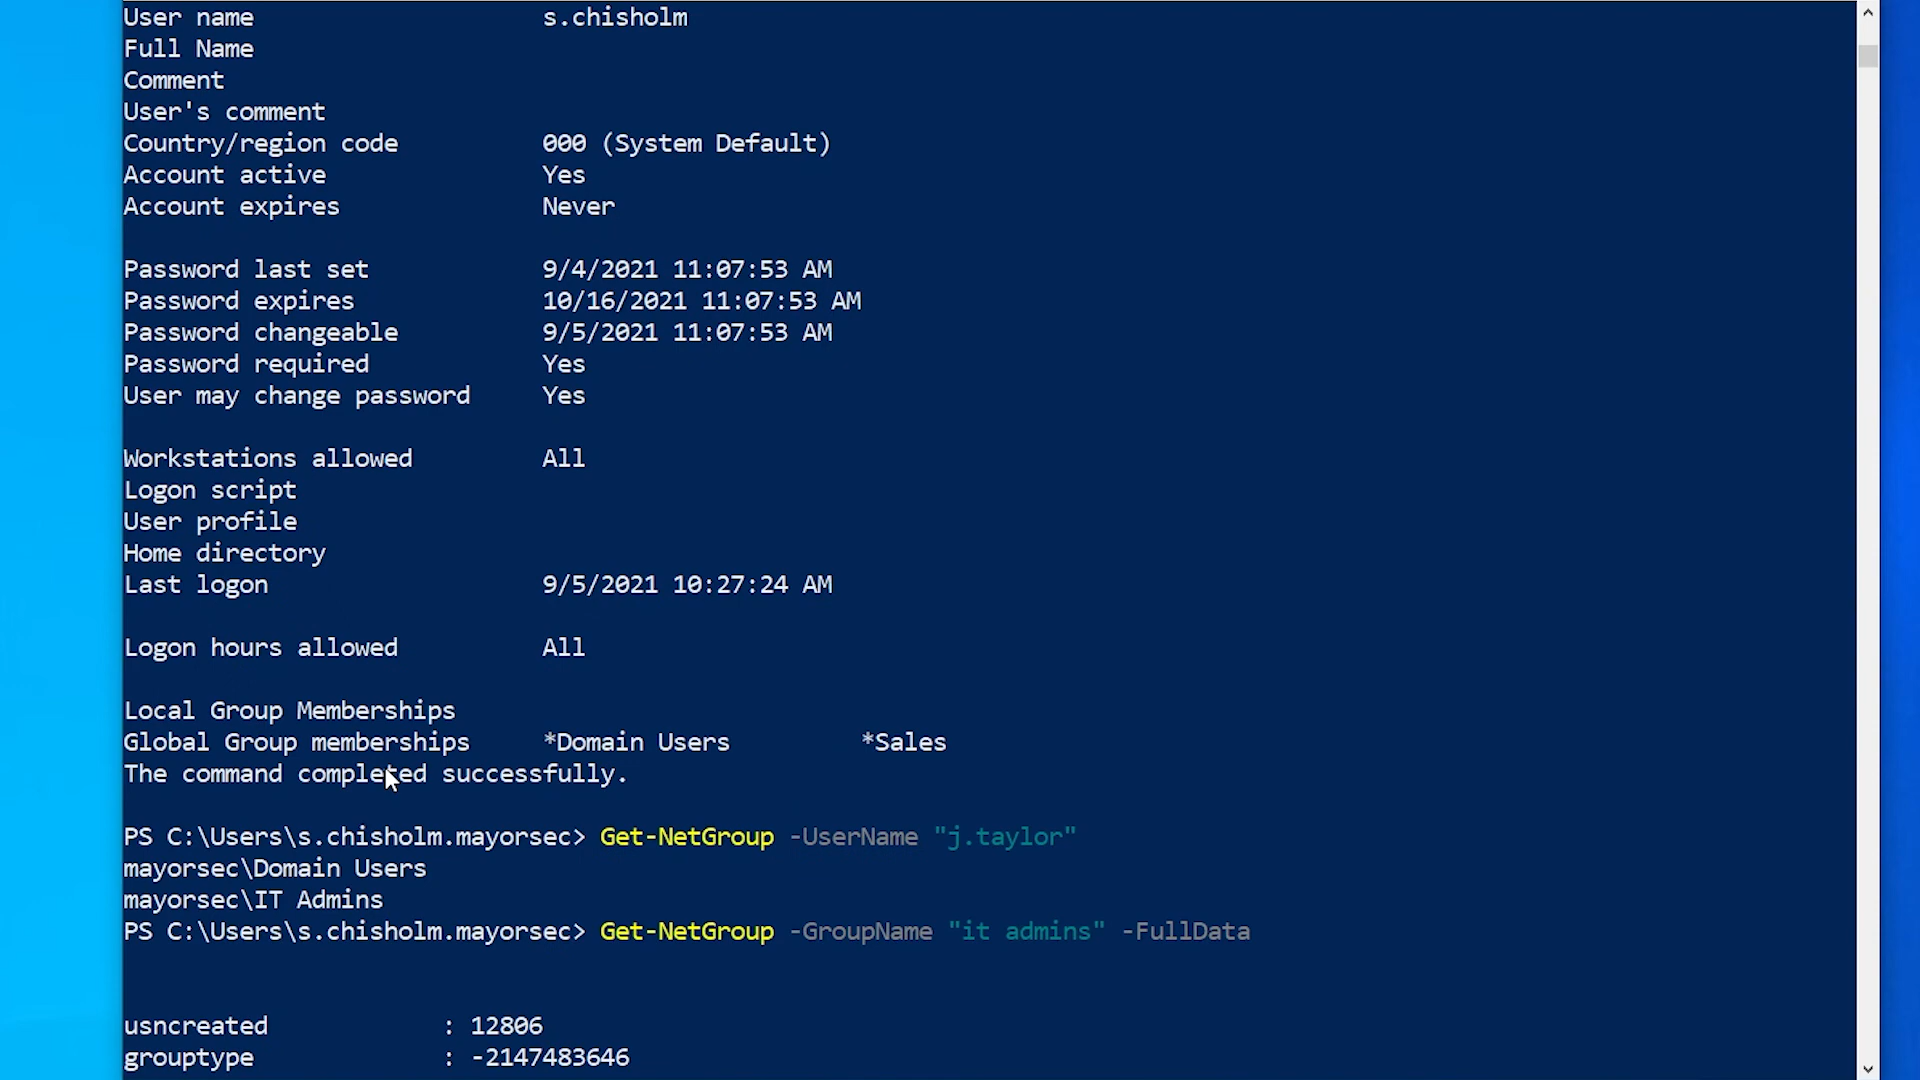 User name                    s.chisholm
Full Name
Comment
User's comment
Country/region code          000 (System Default)
Account active               Yes
Account expires              Never
Password last set            9/4/2021 11:07:53 AM
Password expires             10/16/2021 11:07:53 AM
Password changeable          9/5/2021 11:07:53 AM
Password required            Yes
User may change password     Yes
Workstations allowed         All
Logon script
User profile
Home directory
Last logon                   9/5/2021 10:27:24 AM
Logon hours allowed          All
Local Group Memberships
Global Group memberships     *Domain Users         *Sales
The command completed successfully.
PS C:\Users\s.chisholm.mayorsec> Get-NetGroup -UserName "j.taylor"
mayorsec\Domain Users
mayorsec\IT Admins
PS C:\Users\s.chisholm.mayorsec> Get-NetGroup -GroupName "it admins" -FullData
usncreated            : 12806
grouptype             : -2147483646